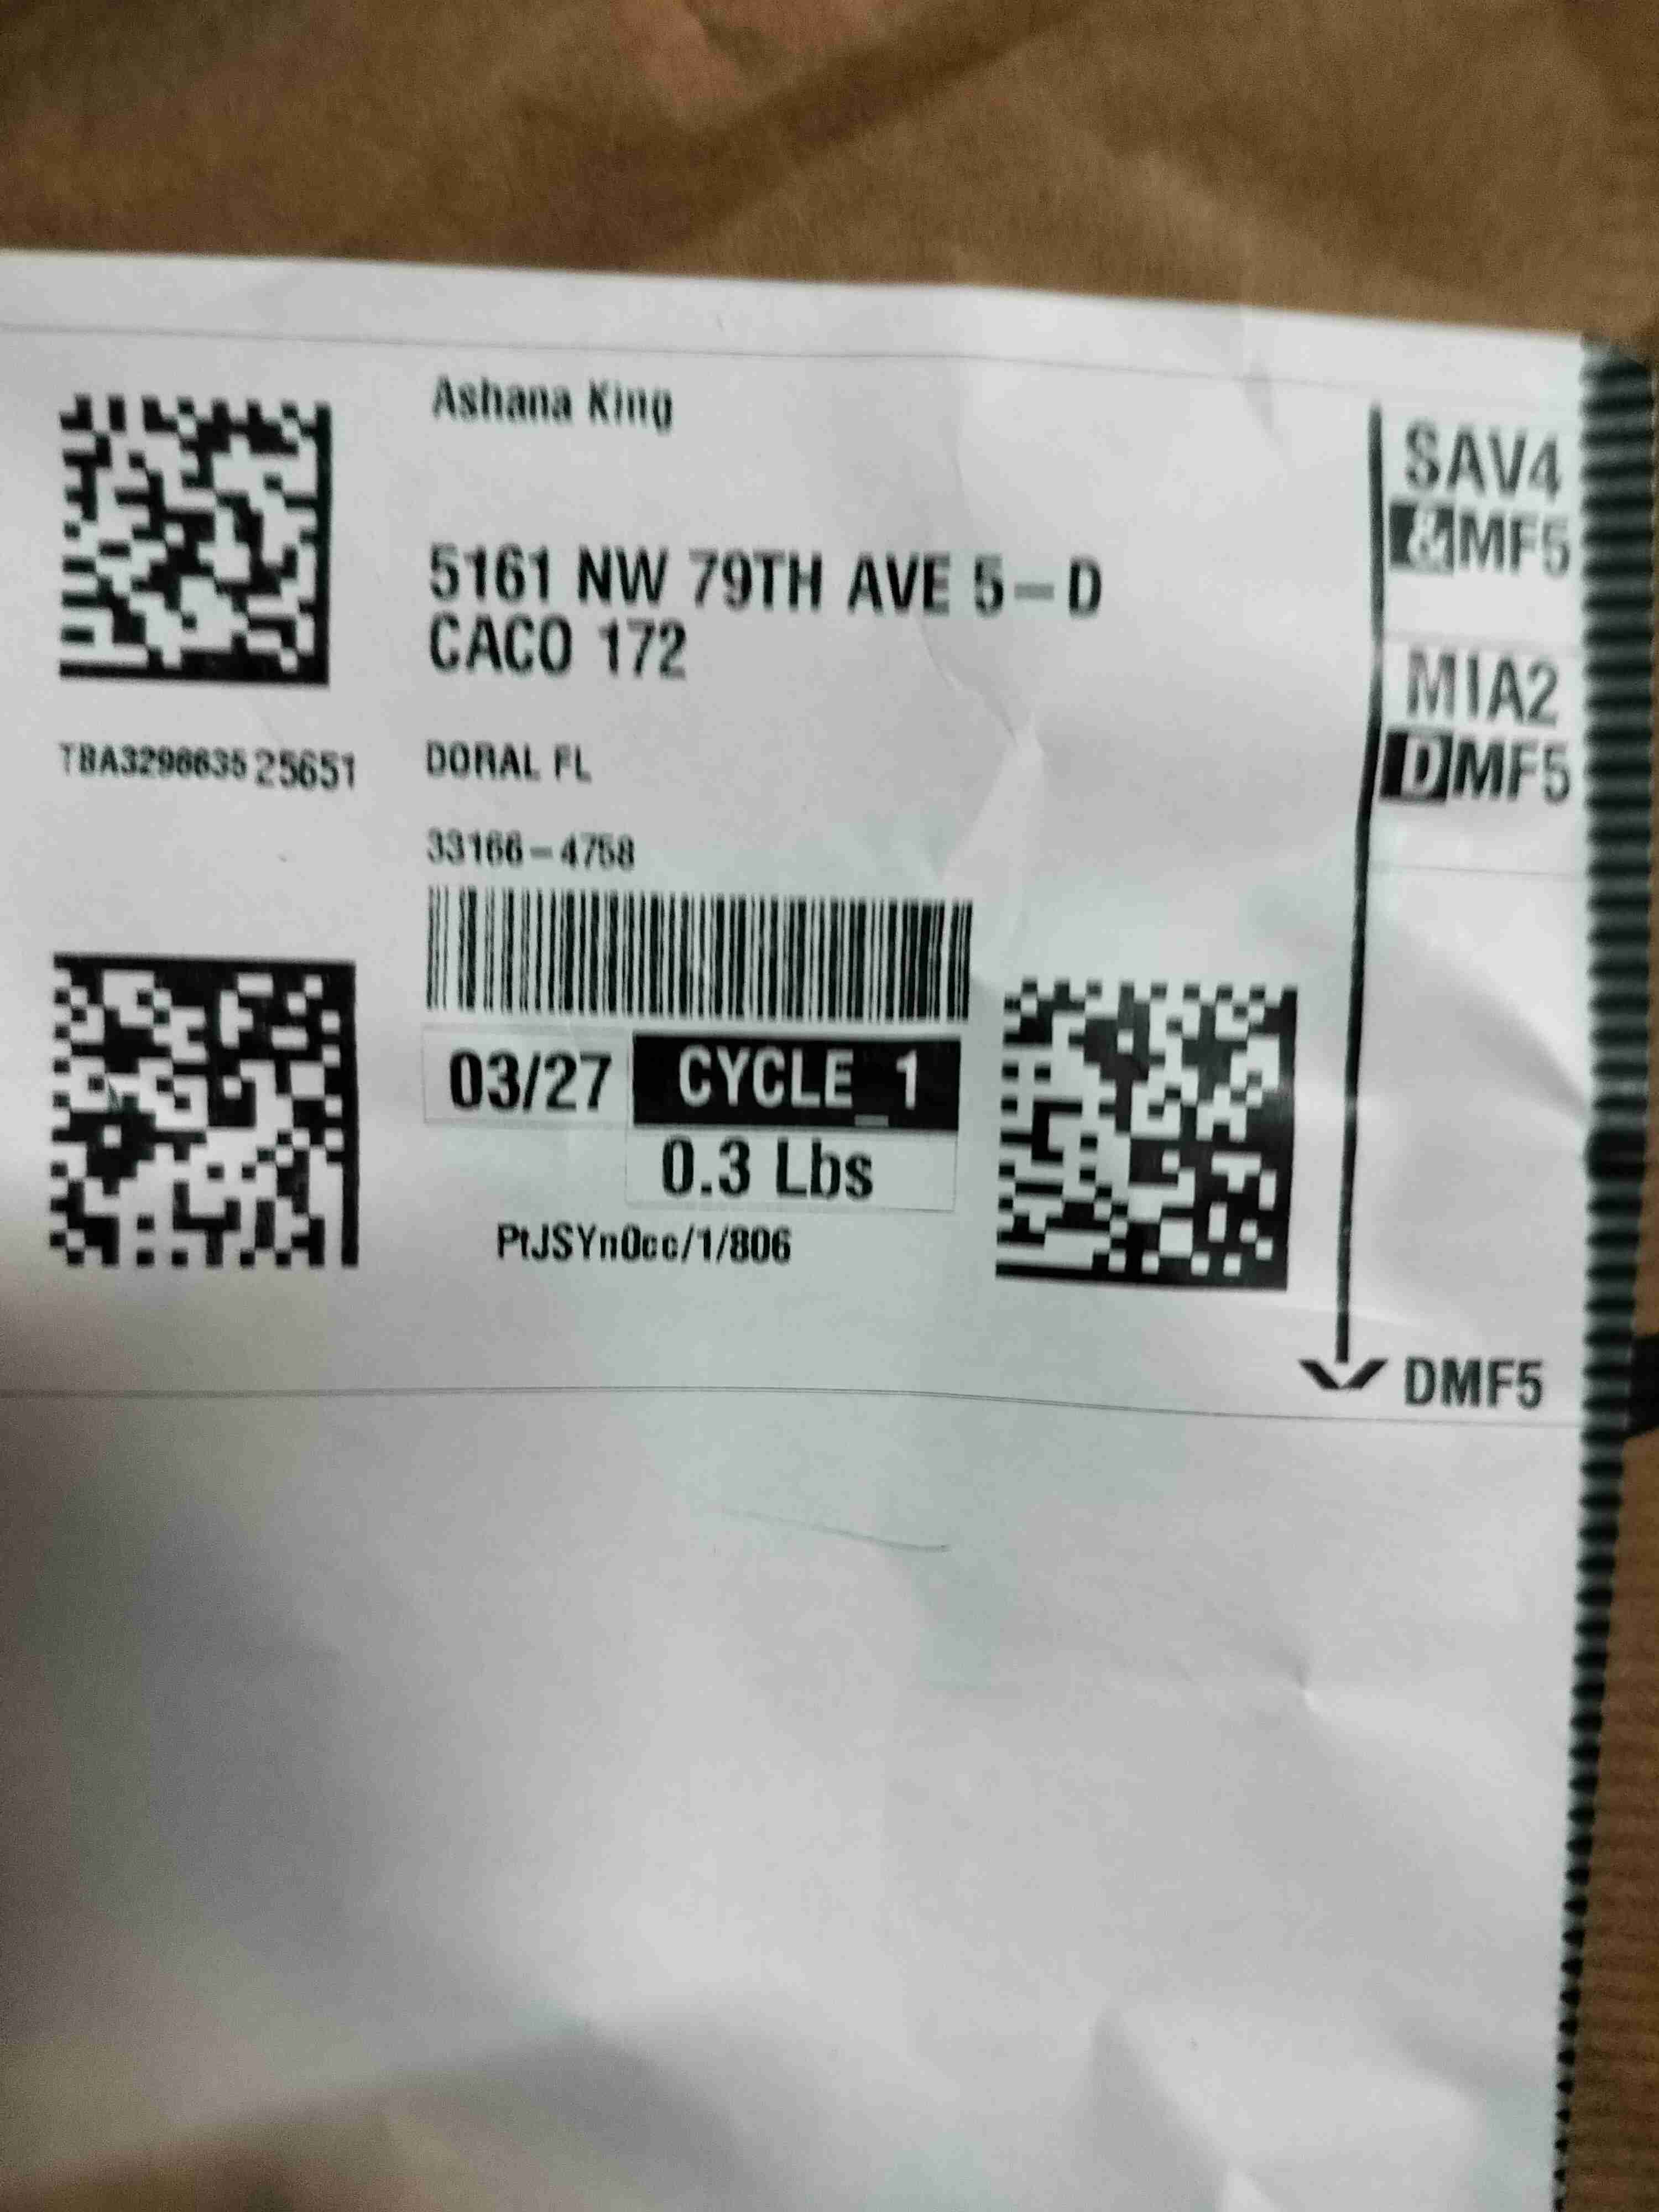 Ashana King
5161 NW 79TH AVE 5-D
CACO 172
TBA329663525651
DORAL FL
33166-4758
03/27 CYCLE_1
0.3 Lbs
PtJSYn0cc/1/806
SAV4
&MF5
MIA2
DMF5
DMF5